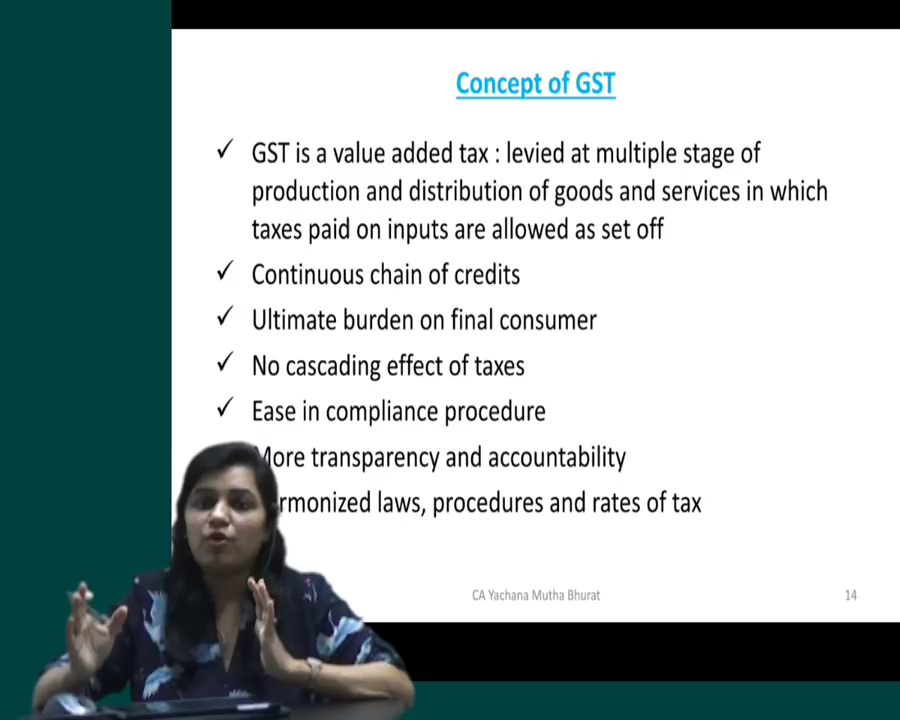 Concept of GST
GST is a value added tax : levied at multiple stage of
production and distribution of goods and services in which
taxes paid on inputs are allowed as set off
Continuous chain of credits
Ultimate burden on final consumer
No cascading effect of taxes
Ease in compliance procedure
More transparency and accountability
laws, procedures and rates of tax
CA Yachana Mutha Bhurat
14